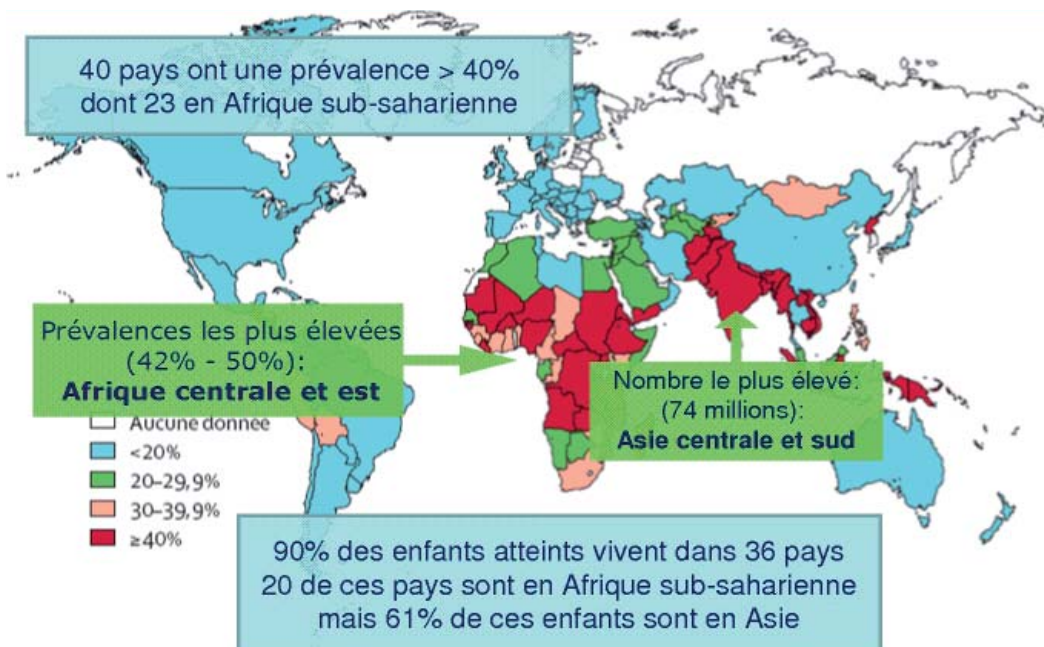 40 pays ont une prévalence > 40%
dont 23 en Afrique sub-saharienne
Prévalences les plus élevées
(42% - 50%):
Afrique centrale et est
Nombre le plus élevé:
(74 millions):
Asie centrale et sud
Aucune donnée
<20%
20–29,9%
30–39,9%
≥40%
90% des enfants atteints vivent dans 36 pays
20 de ces pays sont en Afrique sub-saharienne
mais 61% de ces enfants sont en Asie